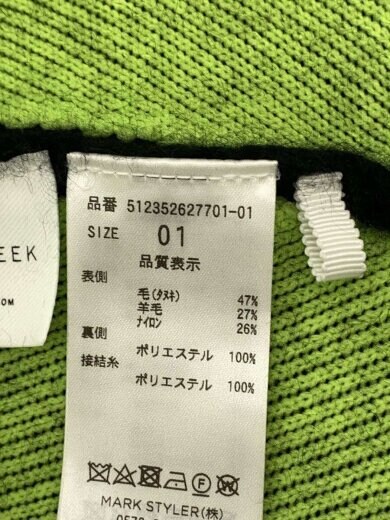 品番 512352627701-01
SIZE 01
品質表示
表側
毛(タヌキ) 47%
羊毛 27%
ナイロン 26%
裏側
ポリエステル 100%
接結糸
ポリエステル 100%
MARK STYLER(株)
EEK
OM